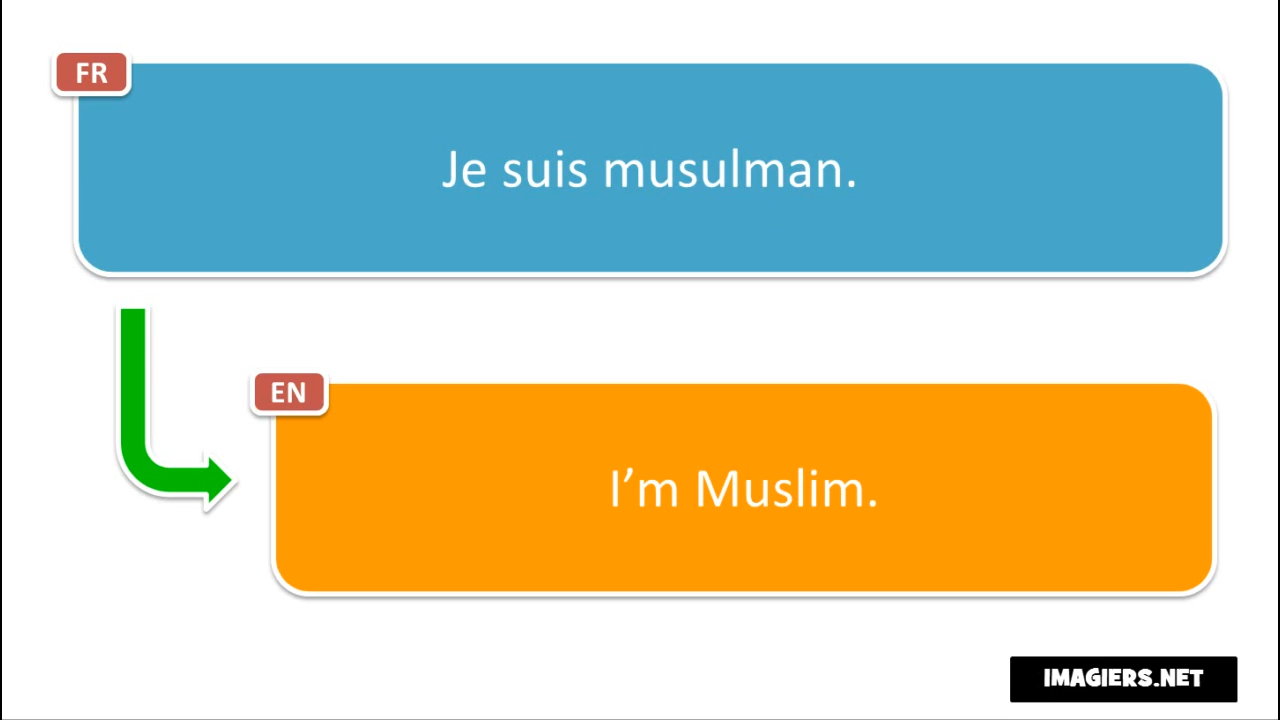 FR
Je suis musulman.
EN
I’m Muslim.
IMAGIERS.NET